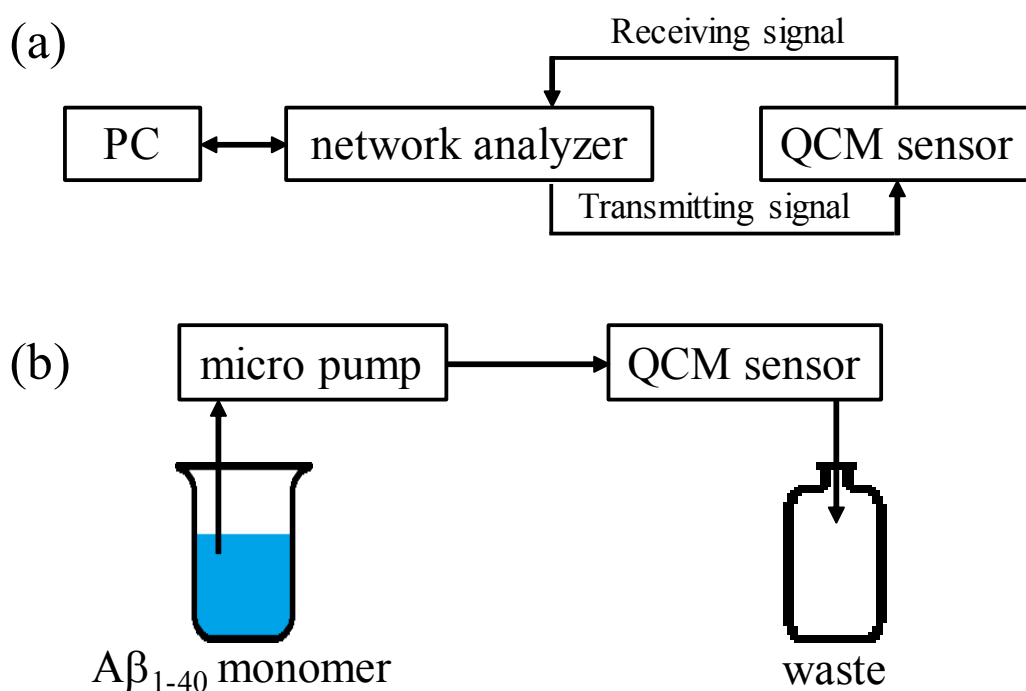 (a)
Receiving signal
PC
network analyzer
QCM sensor
Transmitting signal
(b)
micro pump
QCM sensor
Aβ1-40 monomer
waste